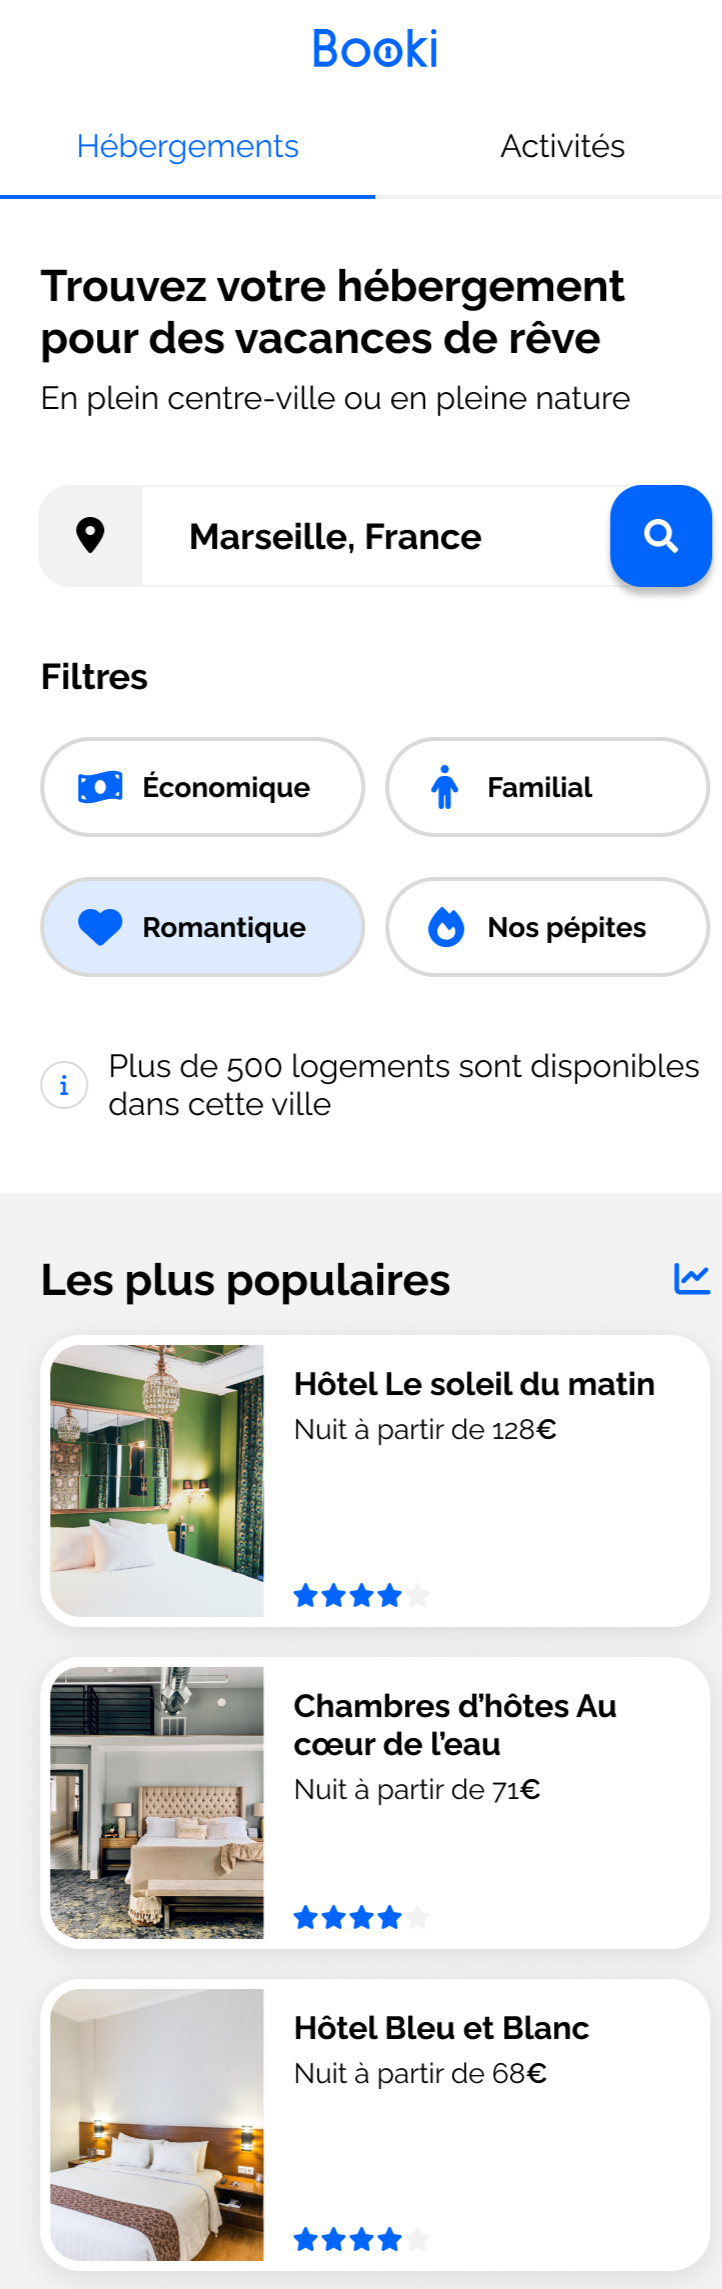 Booki
Hébergements
Activités
Trouvez votre hébergement
pour des vacances de rêve
En plein centre-ville ou en pleine nature
Marseille, France
Filtres
Économique
Familial
Romantique
Nos pépites
i
Plus de 500 logements sont disponibles
dans cette ville
Les plus populaires
Hôtel Le soleil du matin
Nuit à partir de 128€
Chambres d’hôtes Au
cœur de l’eau
Nuit à partir de 71€
Hôtel Bleu et Blanc
Nuit à partir de 68€